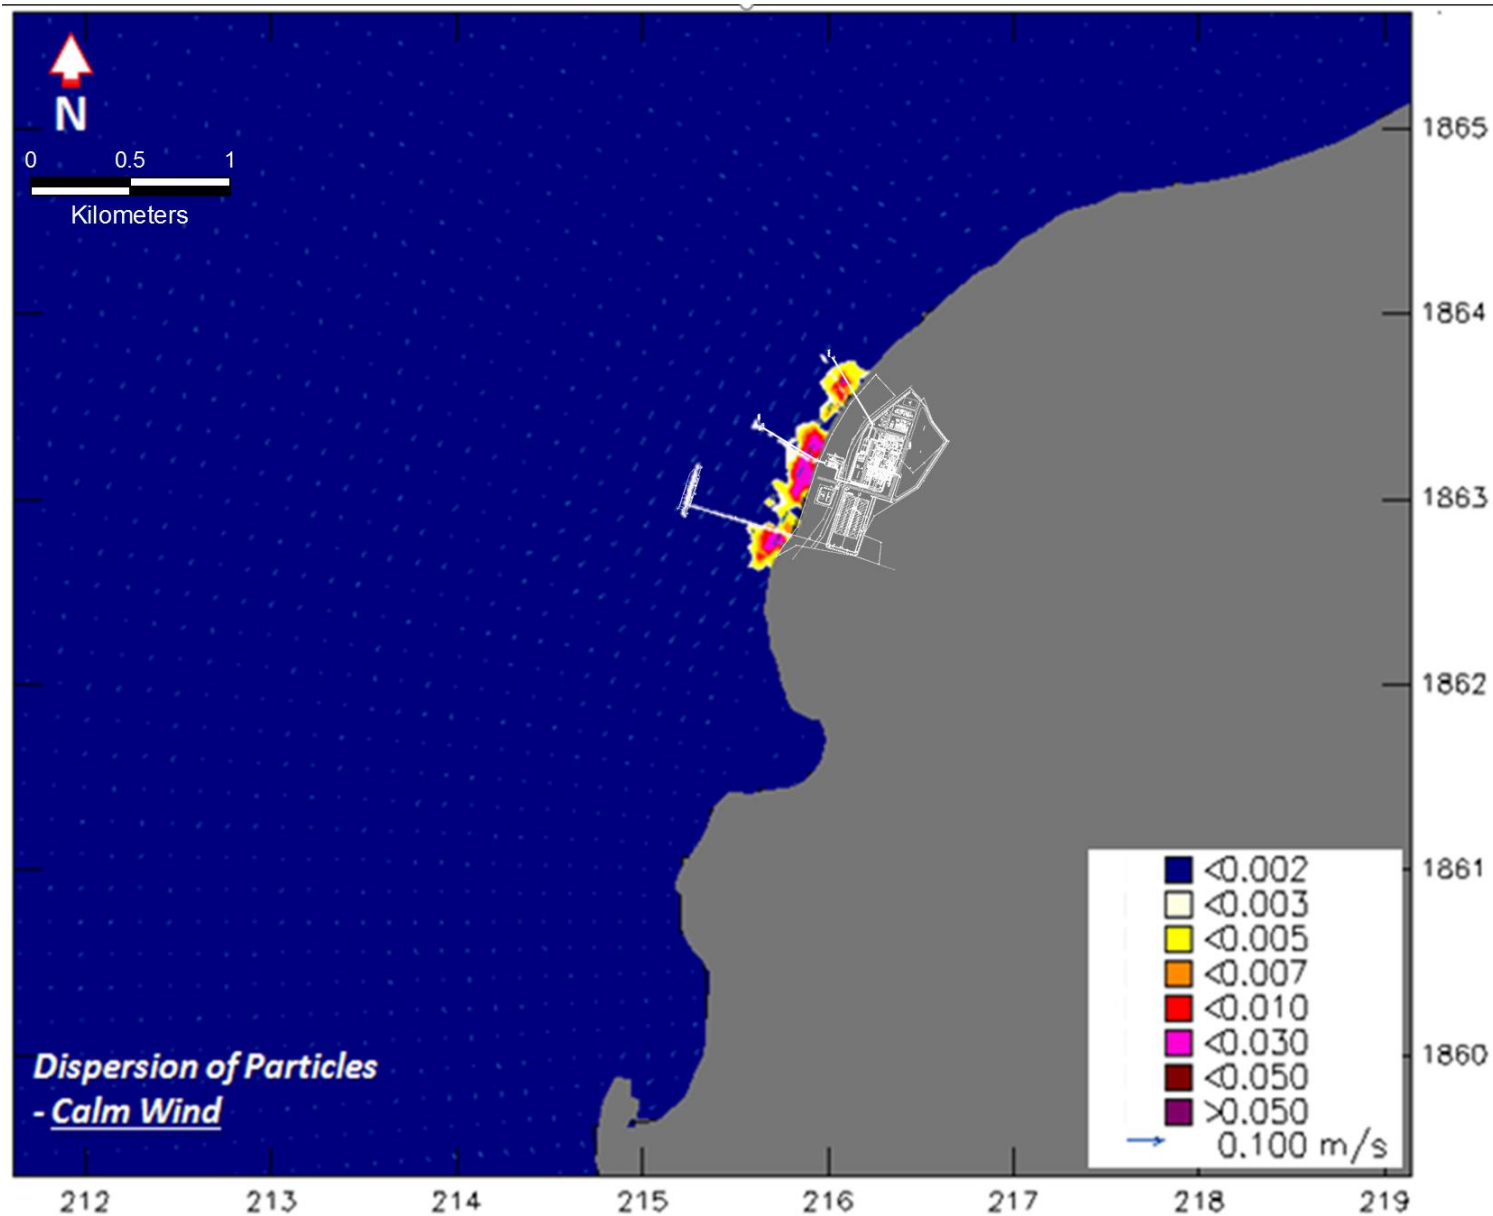 N
0 0.5 1
Kilometers
1865
1864
1863
1862
1861
1860
<0.002
<0.003
<0.005
<0.007
<0.010
<0.030
<0.050
>0.050
0.100 m/s
Dispersion of Particles
- Calm Wind
212 213 214 215 216 217 218 219